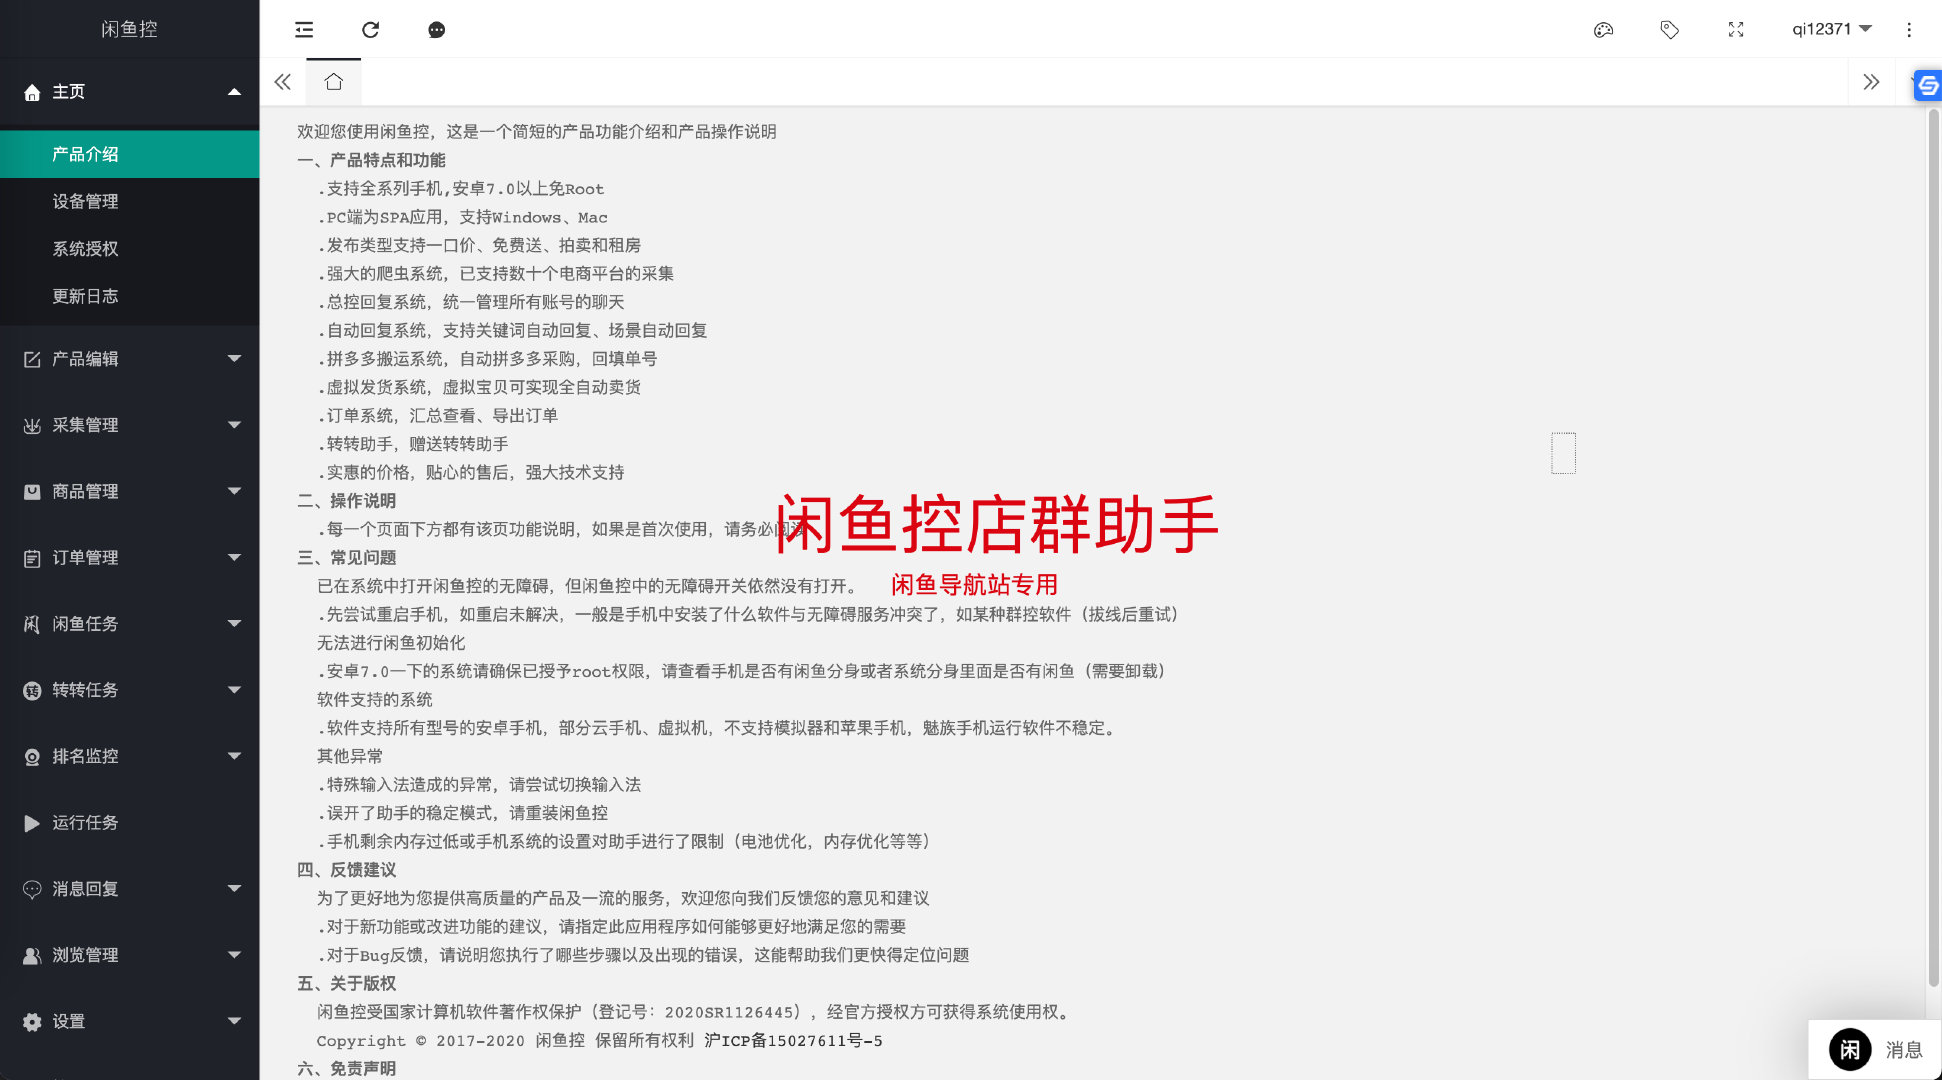 闲鱼控
qi12371
主页
产品介绍
设备管理
系统授权
更新日志
产品编辑
采集管理
商品管理
订单管理
闲鱼任务
转转任务
排名监控
运行任务
消息回复
浏览管理
设置
欢迎您使用闲鱼控，这是一个简短的产品功能介绍和产品操作说明
一、产品特点和功能
.支持全系列手机,安卓7.0以上免Root
.PC端为SPA应用，支持Windows、Mac
.发布类型支持一口价、免费送、拍卖和租房
.强大的爬虫系统，已支持数十个电商平台的采集
.总控回复系统，统一管理所有账号的聊天
.自动回复系统，支持关键词自动回复、场景自动回复
.拼多多搬运系统，自动拼多多采购，回填单号
.虚拟发货系统，虚拟宝贝可实现全自动卖货
.订单系统，汇总查看、导出订单
.转转助手，赠送转转助手
.实惠的价格，贴心的售后，强大技术支持
二、操作说明
.每一个页面下方都有该页功能说明，如果是首次使用，请务必阅读
闲鱼控店群助手
三、常见问题
已在系统中打开闲鱼控的无障碍，但闲鱼控中的无障碍开关依然没有打开。
闲鱼导航站专用
.先尝试重启手机，如重启未解决，一般是手机中安装了什么软件与无障碍服务冲突了，如某种群控软件（拔线后重试）
无法进行闲鱼初始化
.安卓7.0一下的系统请确保已授予root权限，请查看手机是否有闲鱼分身或者系统分身里面是否有闲鱼（需要卸载）
软件支持的系统
.软件支持所有型号的安卓手机，部分云手机、虚拟机，不支持模拟器和苹果手机，魅族手机运行软件不稳定。
其他异常
.特殊输入法造成的异常，请尝试切换输入法
.误开了助手的稳定模式，请重装闲鱼控
.手机剩余内存过低或手机系统的设置对助手进行了限制（电池优化，内存优化等等）
四、反馈建议
为了更好地为您提供高质量的产品及一流的服务，欢迎您向我们反馈您的意见和建议
.对于新功能或改进功能的建议，请指定此应用程序如何能够更好地满足您的需要
.对于Bug反馈，请说明您执行了哪些步骤以及出现的错误，这能帮助我们更快得定位问题
五、关于版权
闲鱼控受国家计算机软件著作权保护（登记号：2020SR1126445），经官方授权方可获得系统使用权。
Copyright © 2017-2020 闲鱼控 保留所有权利 沪ICP备15027611号-5
六、免责声明
闲 消息